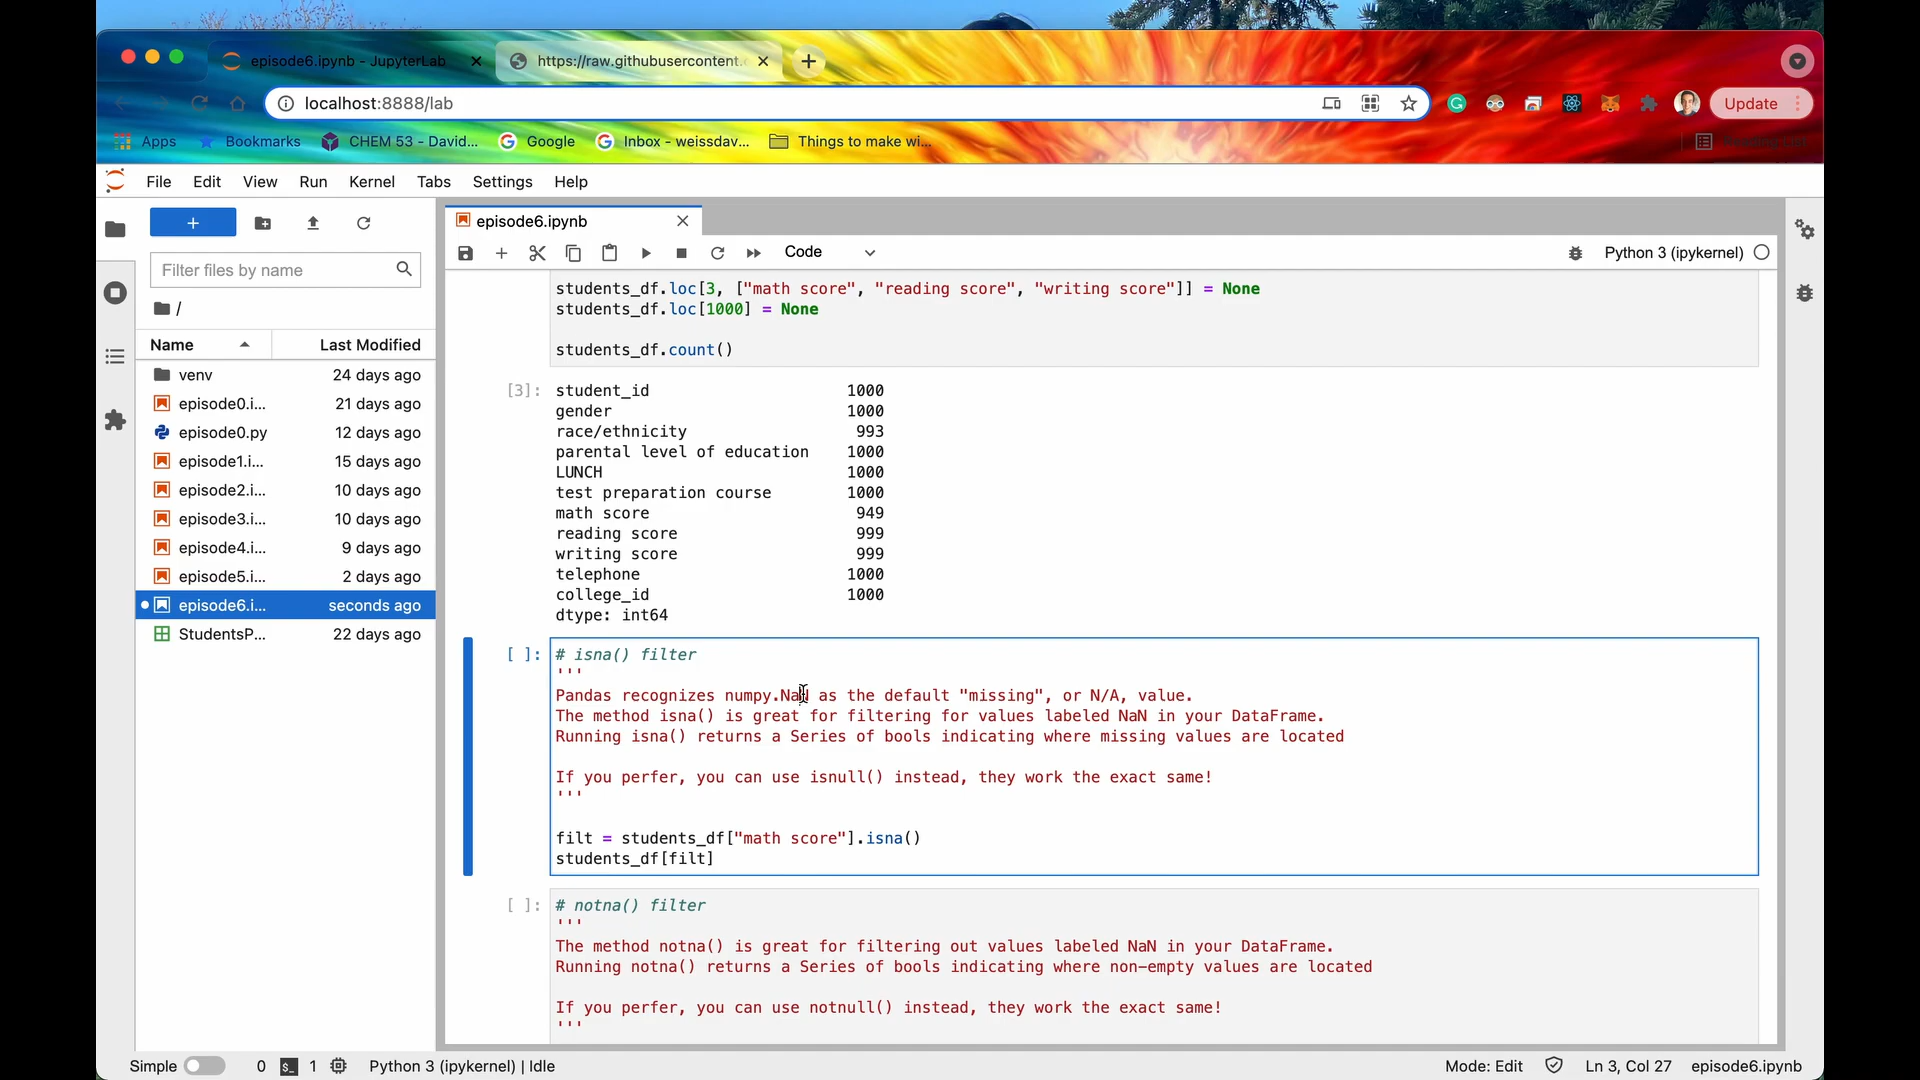 episode6.ipynb - JupyterLab
https://raw.githubusercontent.
localhost:8888/lab
Update
Apps
Bookmarks
CHEM 53 - David...
Google
Inbox - weissdav...
Things to make wi...
Reading List
File
Edit
View
Run
Kernel
Tabs
Settings
Help
episode6.ipynb
Code
Python 3 (ipykernel)
Filter files by name
/
Name
Last Modified
venv 24 days ago
episode0.i... 21 days ago
episode0.py 12 days ago
episode1.i... 15 days ago
episode2.i... 10 days ago
episode3.i... 10 days ago
episode4.i... 9 days ago
episode5.i... 2 days ago
episode6.i... seconds ago
StudentsP... 22 days ago
students_df.loc[3, ["math score", "reading score", "writing score"]] = None
students_df.loc[1000] = None
students_df.count()
[3]: student_id 1000
gender 1000
race/ethnicity 993
parental level of education 1000
LUNCH 1000
test preparation course 1000
math score 949
reading score 999
writing score 999
telephone 1000
college_id 1000
dtype: int64
[ ]: # isna() filter
'''
Pandas recognizes numpy.NaN as the default "missing", or N/A, value.
The method isna() is great for filtering for values labeled NaN in your DataFrame.
Running isna() returns a Series of bools indicating where missing values are located
If you perfer, you can use isnull() instead, they work the exact same!
'''
filt = students_df["math score"].isna()
students_df[filt]
[ ]: # notna() filter
'''
The method notna() is great for filtering out values labeled NaN in your DataFrame.
Running notna() returns a Series of bools indicating where non-empty values are located
If you perfer, you can use notnull() instead, they work the exact same!
'''
Simple
0
$_
1
Python 3 (ipykernel) | Idle
Mode: Edit
Ln 3, Col 27
episode6.ipynb